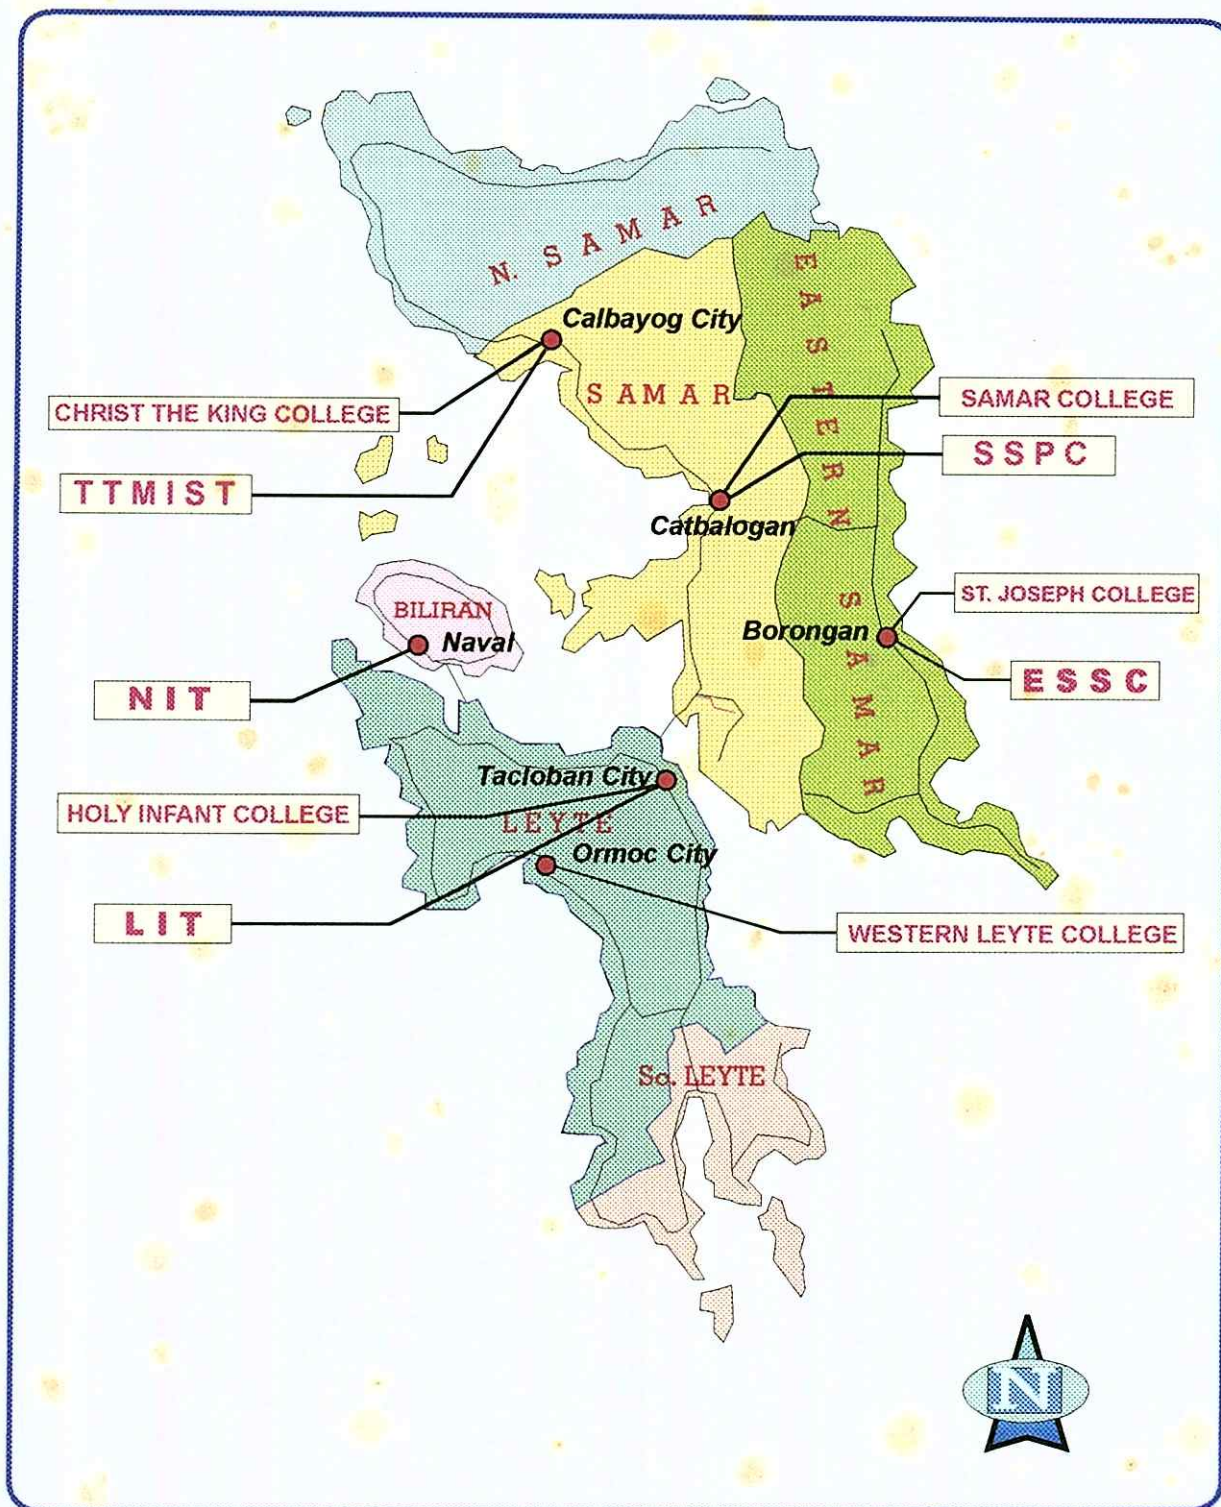 N. SAMAR
EASTERN SAMAR
Calbayog City
SAMAR
CHRIST THE KING COLLEGE
SAMAR COLLEGE
SSPC
TTMIST
Catbalogan
ST. JOSEPH COLLEGE
BILIRAN
Naval
Borongan
ESSC
NIT
Tacloban City
HOLY INFANT COLLEGE
LEYTE
Ormoc City
LIT
WESTERN LEYTE COLLEGE
So. LEYTE
N